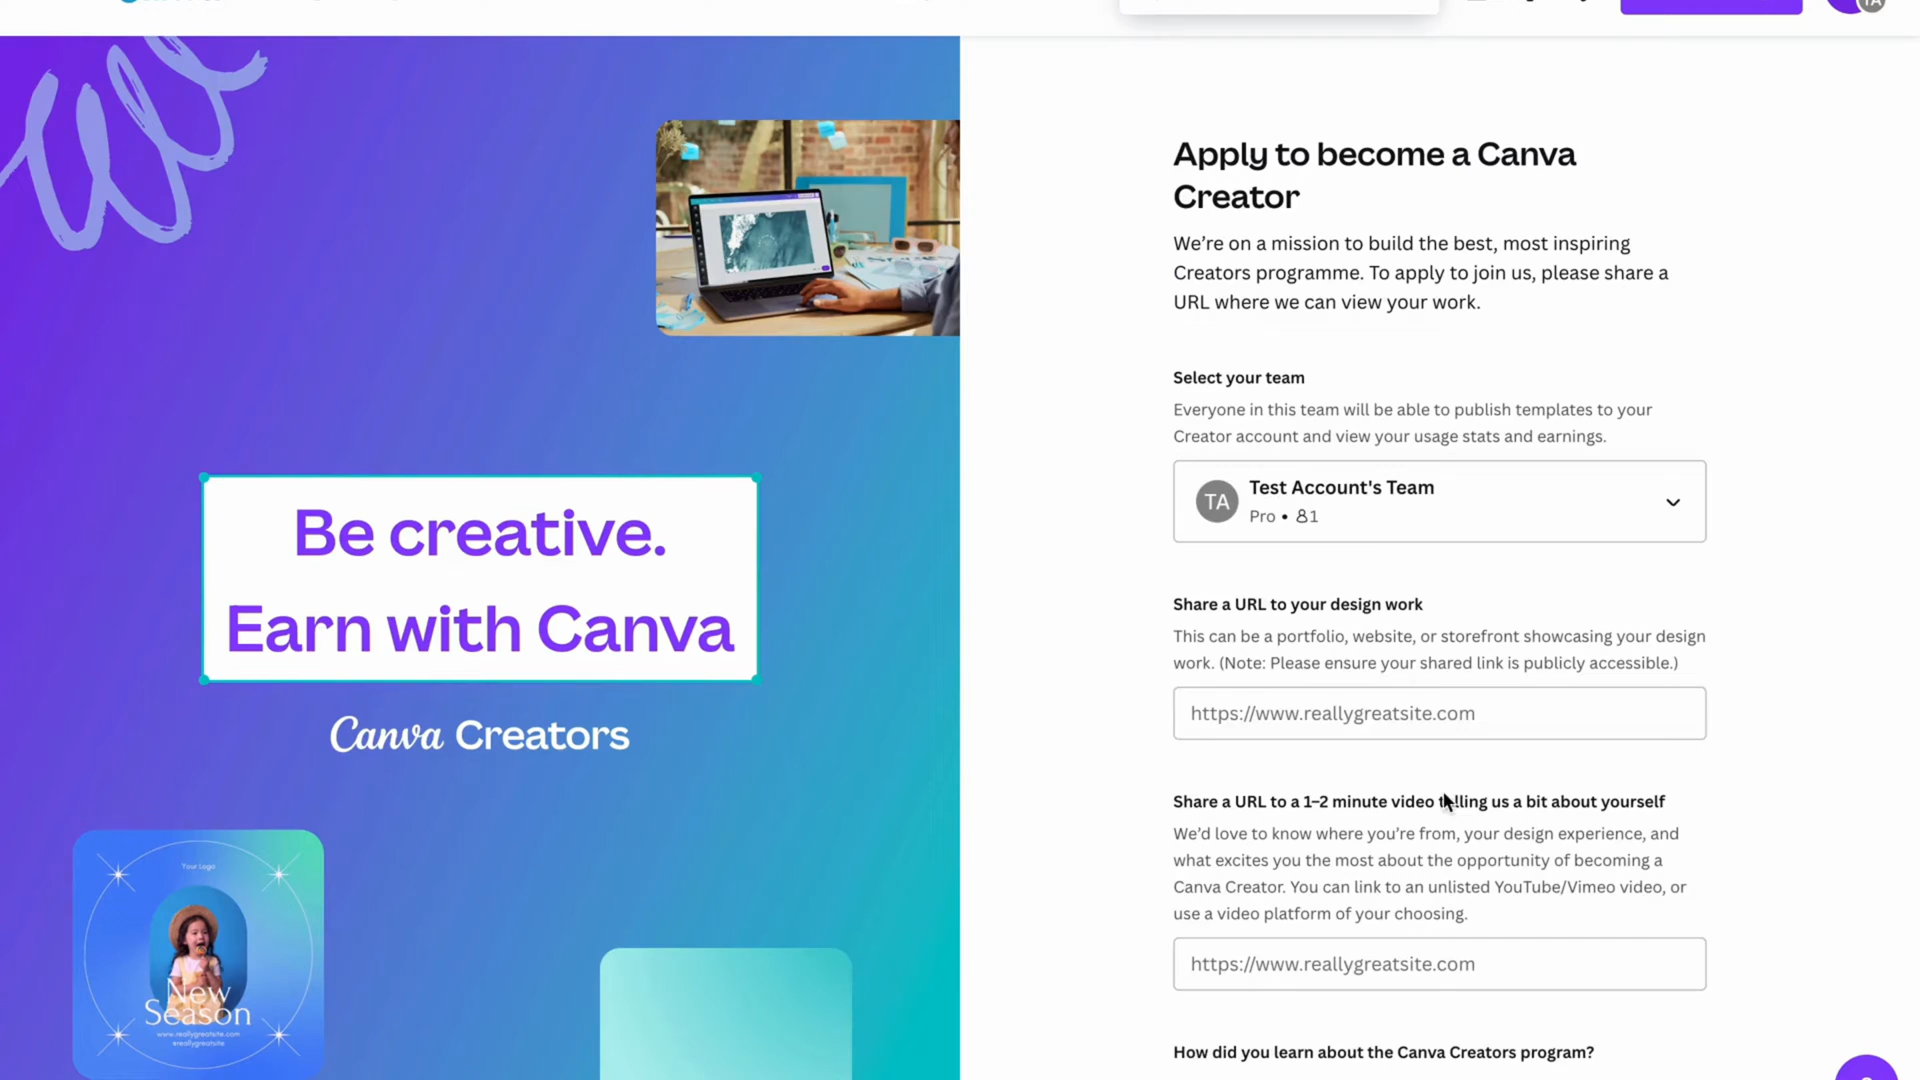 Apply to become a Canva
Creator
We're on a mission to build the best, most inspiring
Creators programme. To apply to join us, please share a
URL where we can view your work.
Select your team
Everyone in this team will be able to publish templates to your
Creator account and view your usage stats and earnings.
TA
Test Account's Team
Pro • 1
Share a URL to your design work
This can be a portfolio, website, or storefront showcasing your design
work. (Note: Please ensure your shared link is publicly accessible.)
https://www.reallygreatsite.com
Share a URL to a 1–2 minute video telling us a bit about yourself
We'd love to know where you're from, your design experience, and
what excites you the most about the opportunity of becoming a
Canva Creator. You can link to an unlisted YouTube/Vimeo video, or
use a video platform of your choosing.
https://www.reallygreatsite.com
How did you learn about the Canva Creators program?
Be creative.
Earn with Canva
Canva Creators
Your Logo
New
Season
www.reallygreatsite.com
@reallygreatsite